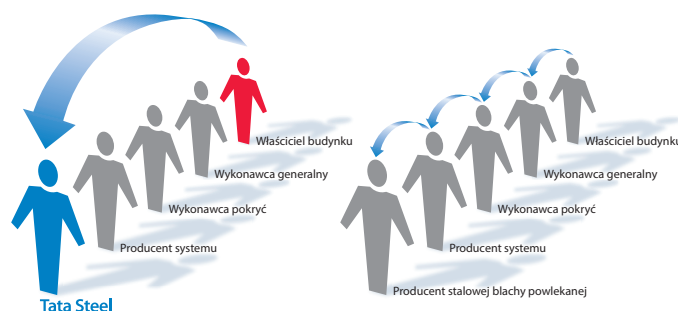 Właściciel budynku
Wykonawca generalny
Wykonawca pokryć
Producent systemu
Tata Steel
Właściciel budynku
Wykonawca generalny
Wykonawca pokryć
Producent systemu
Producent stalowej blachy powlekanej